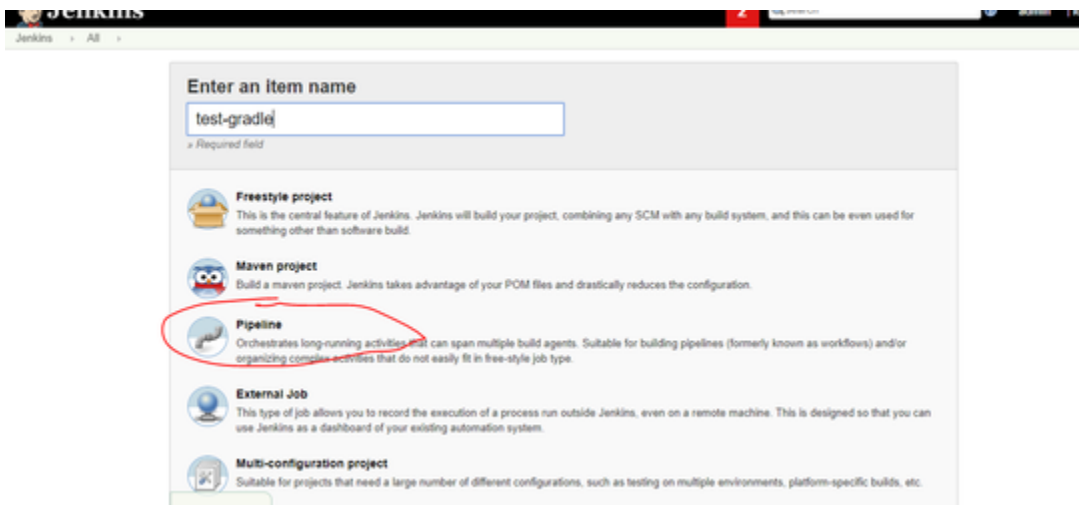 Jenkins
2
search
admin
Jenkins › All ›
Enter an item name
test-gradle
» Required field
Freestyle project
This is the central feature of Jenkins. Jenkins will build your project, combining any SCM with any build system, and this can be even used for
something other than software build.
Maven project
Build a maven project. Jenkins takes advantage of your POM files and drastically reduces the configuration.
Pipeline
Orchestrates long-running activities that can span multiple build agents. Suitable for building pipelines (formerly known as workflows) and/or
organizing complex activities that do not easily fit in free-style job type.
External Job
This type of job allows you to record the execution of a process run outside Jenkins, even on a remote machine. This is designed so that you can
use Jenkins as a dashboard of your existing automation system.
Multi-configuration project
Suitable for projects that need a large number of different configurations, such as testing on multiple environments, platform-specific builds, etc.